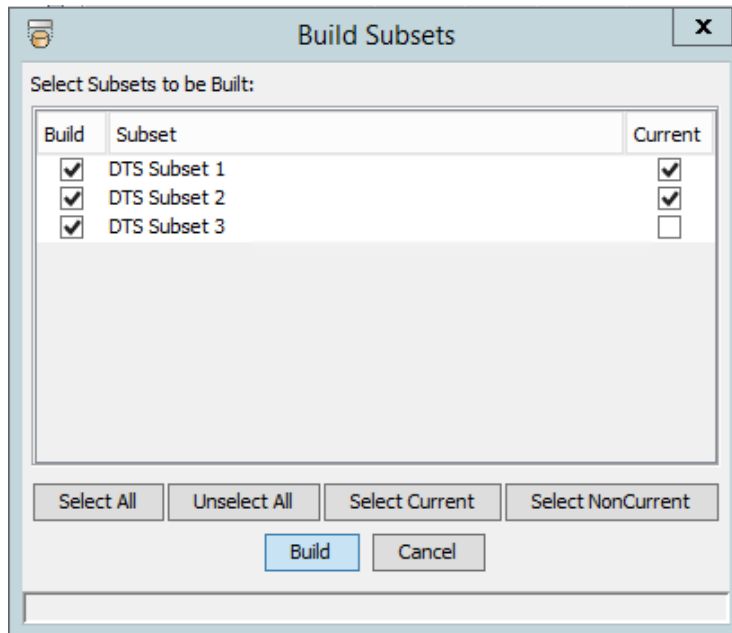 Build Subsets
x
Select Subsets to be Built:
Build Subset Current
DTS Subset 1
DTS Subset 2
DTS Subset 3
Select All Unselect All Select Current Select NonCurrent
Build Cancel